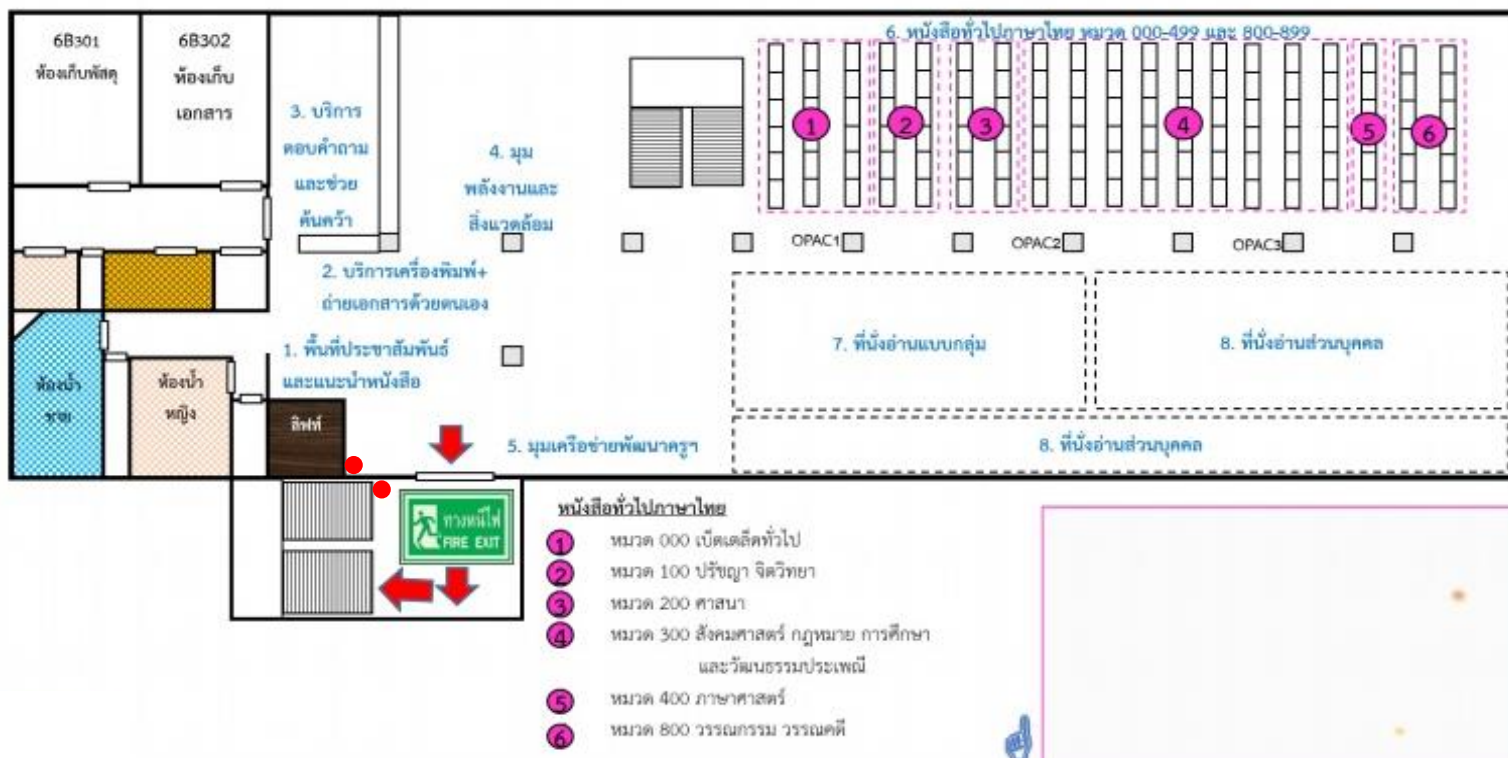 6B301
ห้องเก็บพัสดุ
6B302
ห้องเก็บ
เอกสาร
3. บริการ
ตอบคำถาม
และช่วย
ค้นคว้า
4. มุม
พลังงานและ
สิ่งแวดล้อม
6. หนังสือทั่วไปภาษาไทย หมวด 000-499 และ 800-899
1
2
3
4
5
6
OPAC1
OPAC2
OPAC3
2. บริการเครื่องพิมพ์+
ถ่ายเอกสารด้วยตนเอง
1. พื้นที่ประชาสัมพันธ์
และแนะนำหนังสือ
7. ที่นั่งอ่านแบบกลุ่ม
8. ที่นั่งอ่านส่วนบุคคล
ห้องน้ำ
ชาย
ห้องน้ำ
หญิง
ลิฟท์
5. มุมเครือข่ายพัฒนาครูฯ
8. ที่นั่งอ่านส่วนบุคคล
ทางหนีไฟ
FIRE EXIT
หนังสือทั่วไปภาษาไทย
1 หมวด 000 เบ็ตเตล็ดทั่วไป
2 หมวด 100 ปรัชญา จิตวิทยา
3 หมวด 200 ศาสนา
4 หมวด 300 สังคมศาสตร์ กฎหมาย การศึกษา
และวัฒนธรรมประเพณี
5 หมวด 400 ภาษาศาสตร์
6 หมวด 800 วรรณกรรม วรรณคดี